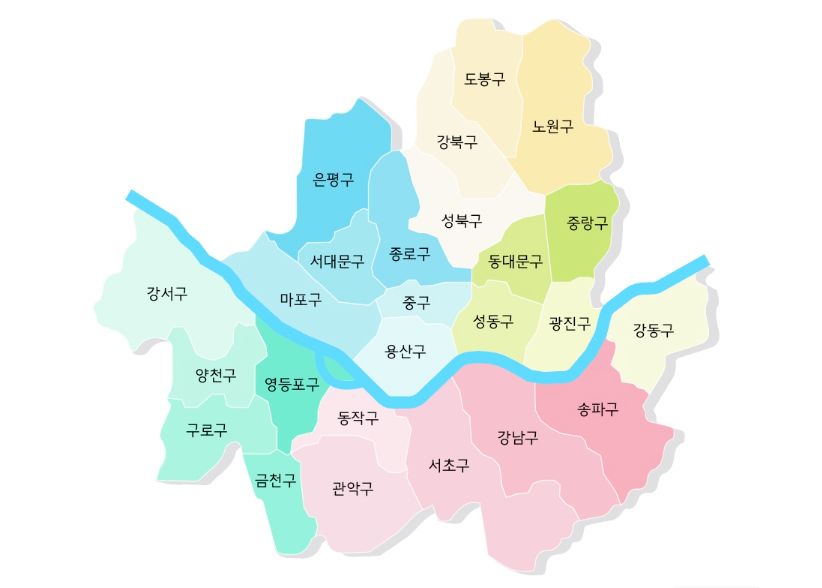 도봉구
노원구
강북구
은평구
성북구
중랑구
서대문구
종로구
동대문구
강서구
마포구
중구
성동구
광진구
강동구
용산구
양천구
영등포구
송파구
동작구
구로구
강남구
서초구
금천구
관악구